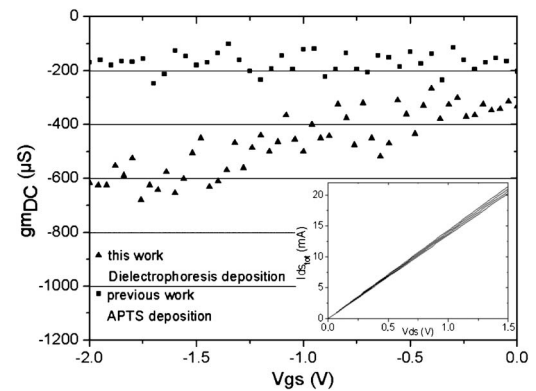 0
-200
-400
-600
-800
-1000
-1200
gmDC (µS)
-2.0 -1.5 -1.0 -0.5 0.0
Vgs (V)
▲ this work
Dielectrophoresis deposition
■ previous work
APTS deposition
20
15
10
5
0
Ids_tot (mA)
0.0 0.5 1.0 1.5
Vds (V)